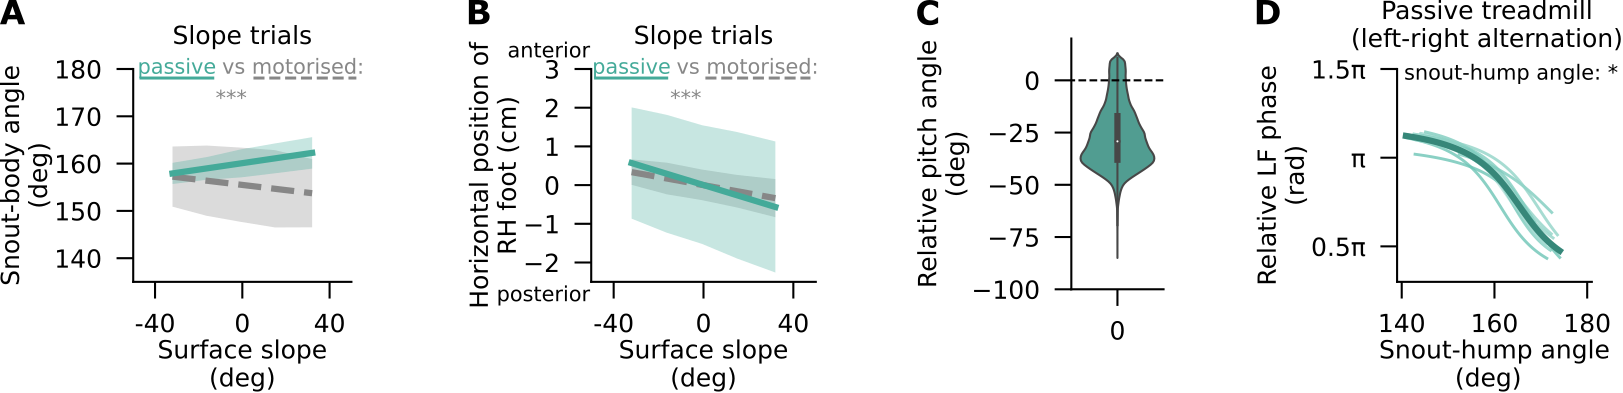 A
Slope trials
passive vs motorised:
***
Snout-body angle
(deg)
180
170
160
150
140
-40 0 40
Surface slope
(deg)
B
Slope trials
anterior
passive vs motorised:
***
Horizontal position of
RH foot (cm)
3
2
1
0
−1
−2
posterior
-40 0 40
Surface slope
(deg)
C
Relative pitch angle
(deg)
0
−25
−50
−75
−100
0
D
Passive treadmill
(left-right alternation)
snout-hump angle: *
Relative LF phase
(rad)
1.5π
π
0.5π
140 160 180
Snout-hump angle
(deg)